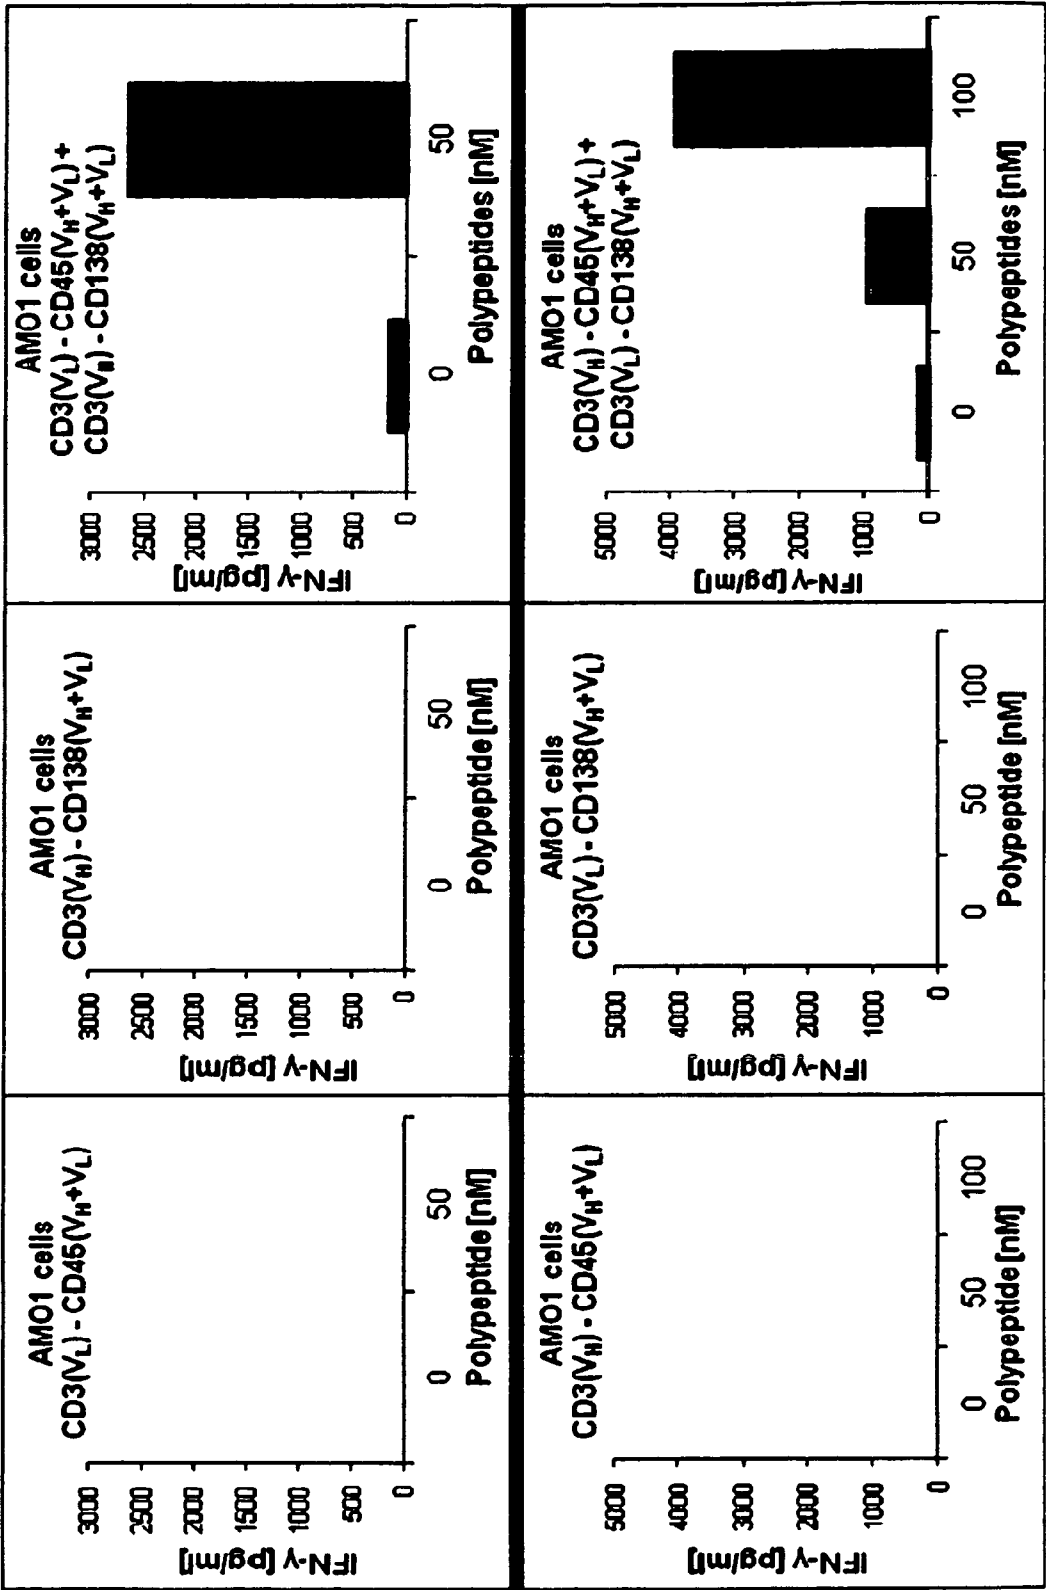 AMO1 cells
CD3(VL) - CD45(VH+VL)
IFN-γ [pg/ml]
3000
2500
2000
1500
1000
500
0
0 50
Polypeptide [nM]
AMO1 cells
CD3(VH) - CD138(VH+VL)
IFN-γ [pg/ml]
3000
2500
2000
1500
1000
500
0
0 50
Polypeptide [nM]
AMO1 cells
CD3(VL) - CD45(VH+VL) +
CD3(VH) - CD138(VH+VL)
IFN-γ [pg/ml]
3000
2500
2000
1500
1000
500
0
0 50
Polypeptides [nM]
AMO1 cells
CD3(VH) - CD45(VH+VL)
IFN-γ [pg/ml]
5000
4000
3000
2000
1000
0
0 50 100
Polypeptide [nM]
AMO1 cells
CD3(VL) - CD138(VH+VL)
IFN-γ [pg/ml]
5000
4000
3000
2000
1000
0
0 50 100
Polypeptide [nM]
AMO1 cells
CD3(VH) - CD45(VH+VL) +
CD3(VL) - CD138(VH+VL)
IFN-γ [pg/ml]
5000
4000
3000
2000
1000
0
0 50 100
Polypeptides [nM]